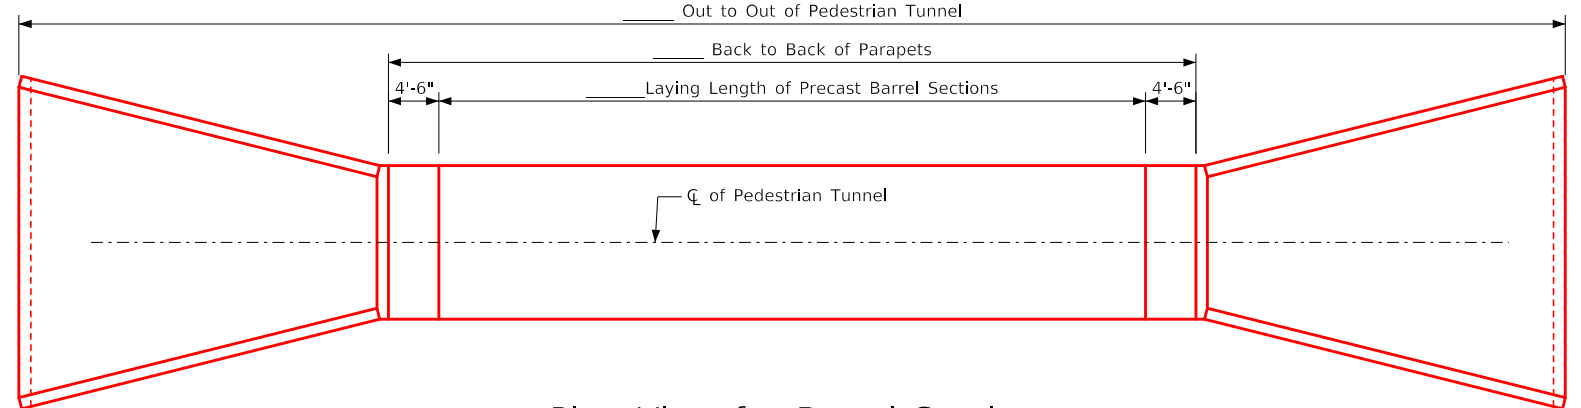 _____ Out to Out of Pedestrian Tunnel
_____ Back to Back of Parapets
4'-6" ______Laying Length of Precast Barrel Sections 4'-6"
℄ of Pedestrian Tunnel